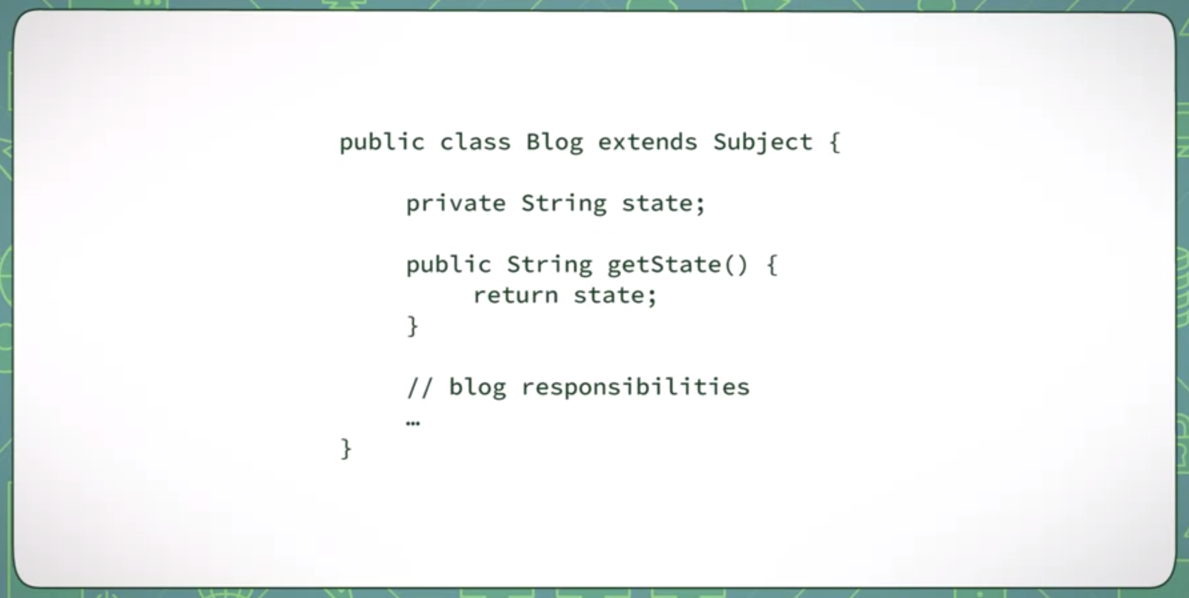 public class Blog extends Subject {
private String state;
public String getState() {
return state;
}
// blog responsibilities
…
}